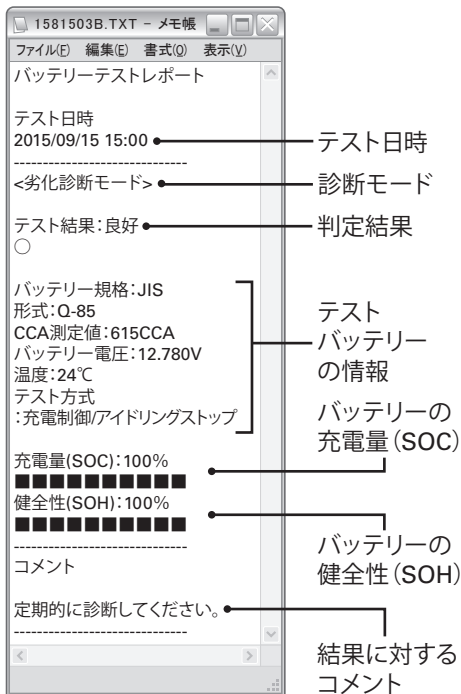 1581503B.TXT - メモ帳
ファイル(F) 編集(E) 書式(O) 表示(V)
バッテリーテストレポート
テスト日時
2015/09/15 15:00
-------------------------------
<劣化診断モード>
テスト結果:良好
○
バッテリー規格:JIS
形式:Q-85
CCA測定値:615CCA
バッテリー電圧:12.780V
温度:24℃
テスト方式
:充電制御/アイドリングストップ
充電量(SOC):100%
■■■■■■■■■■
健全性(SOH):100%
■■■■■■■■■■
-------------------------------
コメント
定期的に診断してください。
-------------------------------
テスト日時
診断モード
判定結果
テスト
バッテリー
の情報
バッテリーの
充電量(SOC)
バッテリーの
健全性(SOH)
結果に対する
コメント